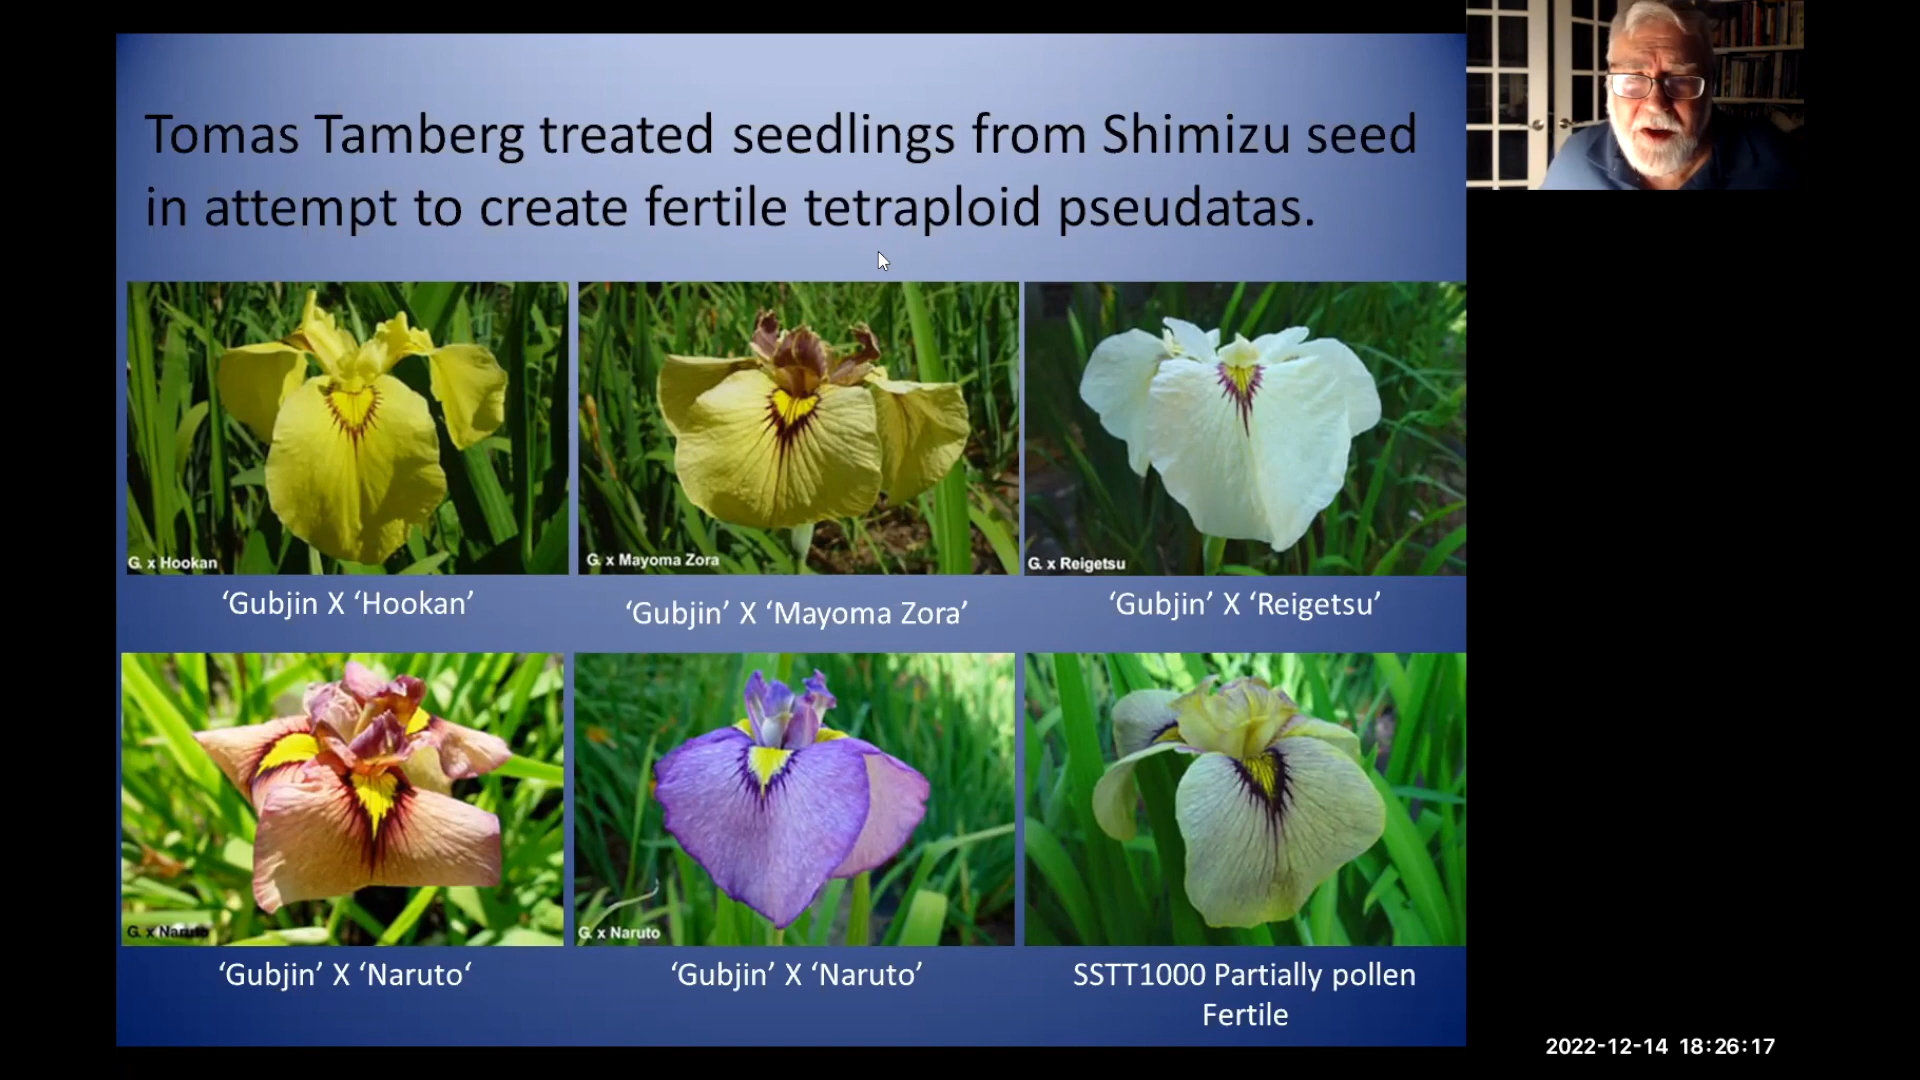 Tomas Tamberg treated seedlings from Shimizu seed
in attempt to create fertile tetraploid pseudatas.
G. x Hookan
G. x Mayoma Zora
G. x Reigetsu
‘Gubjin X ‘Hookan’
‘Gubjin’ X ‘Mayoma Zora’
‘Gubjin’ X ‘Reigetsu’
G. x Naruto
G. x Naruto
‘Gubjin’ X ‘Naruto‘
‘Gubjin’ X ‘Naruto’
SSTT1000 Partially pollen
Fertile
2022-12-14 18:26:17